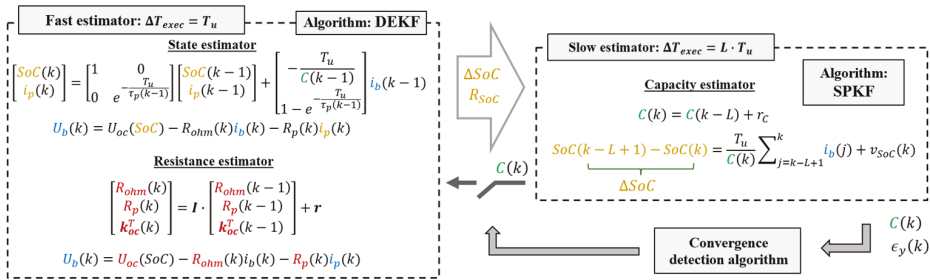 Fast estimator: ΔT_exec = T_u
Algorithm: DEKF
State estimator
[SoC(k) i_p(k)] = [1 0 0 e^(-T_u/τ_p(k-1))] [SoC(k-1) i_p(k-1)] + [-T_u/C(k-1) 1-e^(-T_u/τ_p(k-1))] i_b(k-1)
U_b(k) = U_oc(SoC) - R_ohm(k)i_b(k) - R_p(k)i_p(k)
Resistance estimator
[R_ohm(k) R_p(k) k_oc^T(k)] = I · [R_ohm(k-1) R_p(k-1) k_oc^T(k-1)] + r
U_b(k) = U_oc(SoC) - R_ohm(k)i_b(k) - R_p(k)i_p(k)
ΔSoC
R_SoC
C(k)
Slow estimator: ΔT_exec = L · T_u
Algorithm:
SPKF
Capacity estimator
C(k) = C(k-L) + r_C
SoC(k-L+1) - SoC(k) = T_u/C(k) ∑_{j=k-L+1}^{k} i_b(j) + v_SoC(k)
ΔSoC
C(k)
ϵ_y(k)
Convergence
detection algorithm